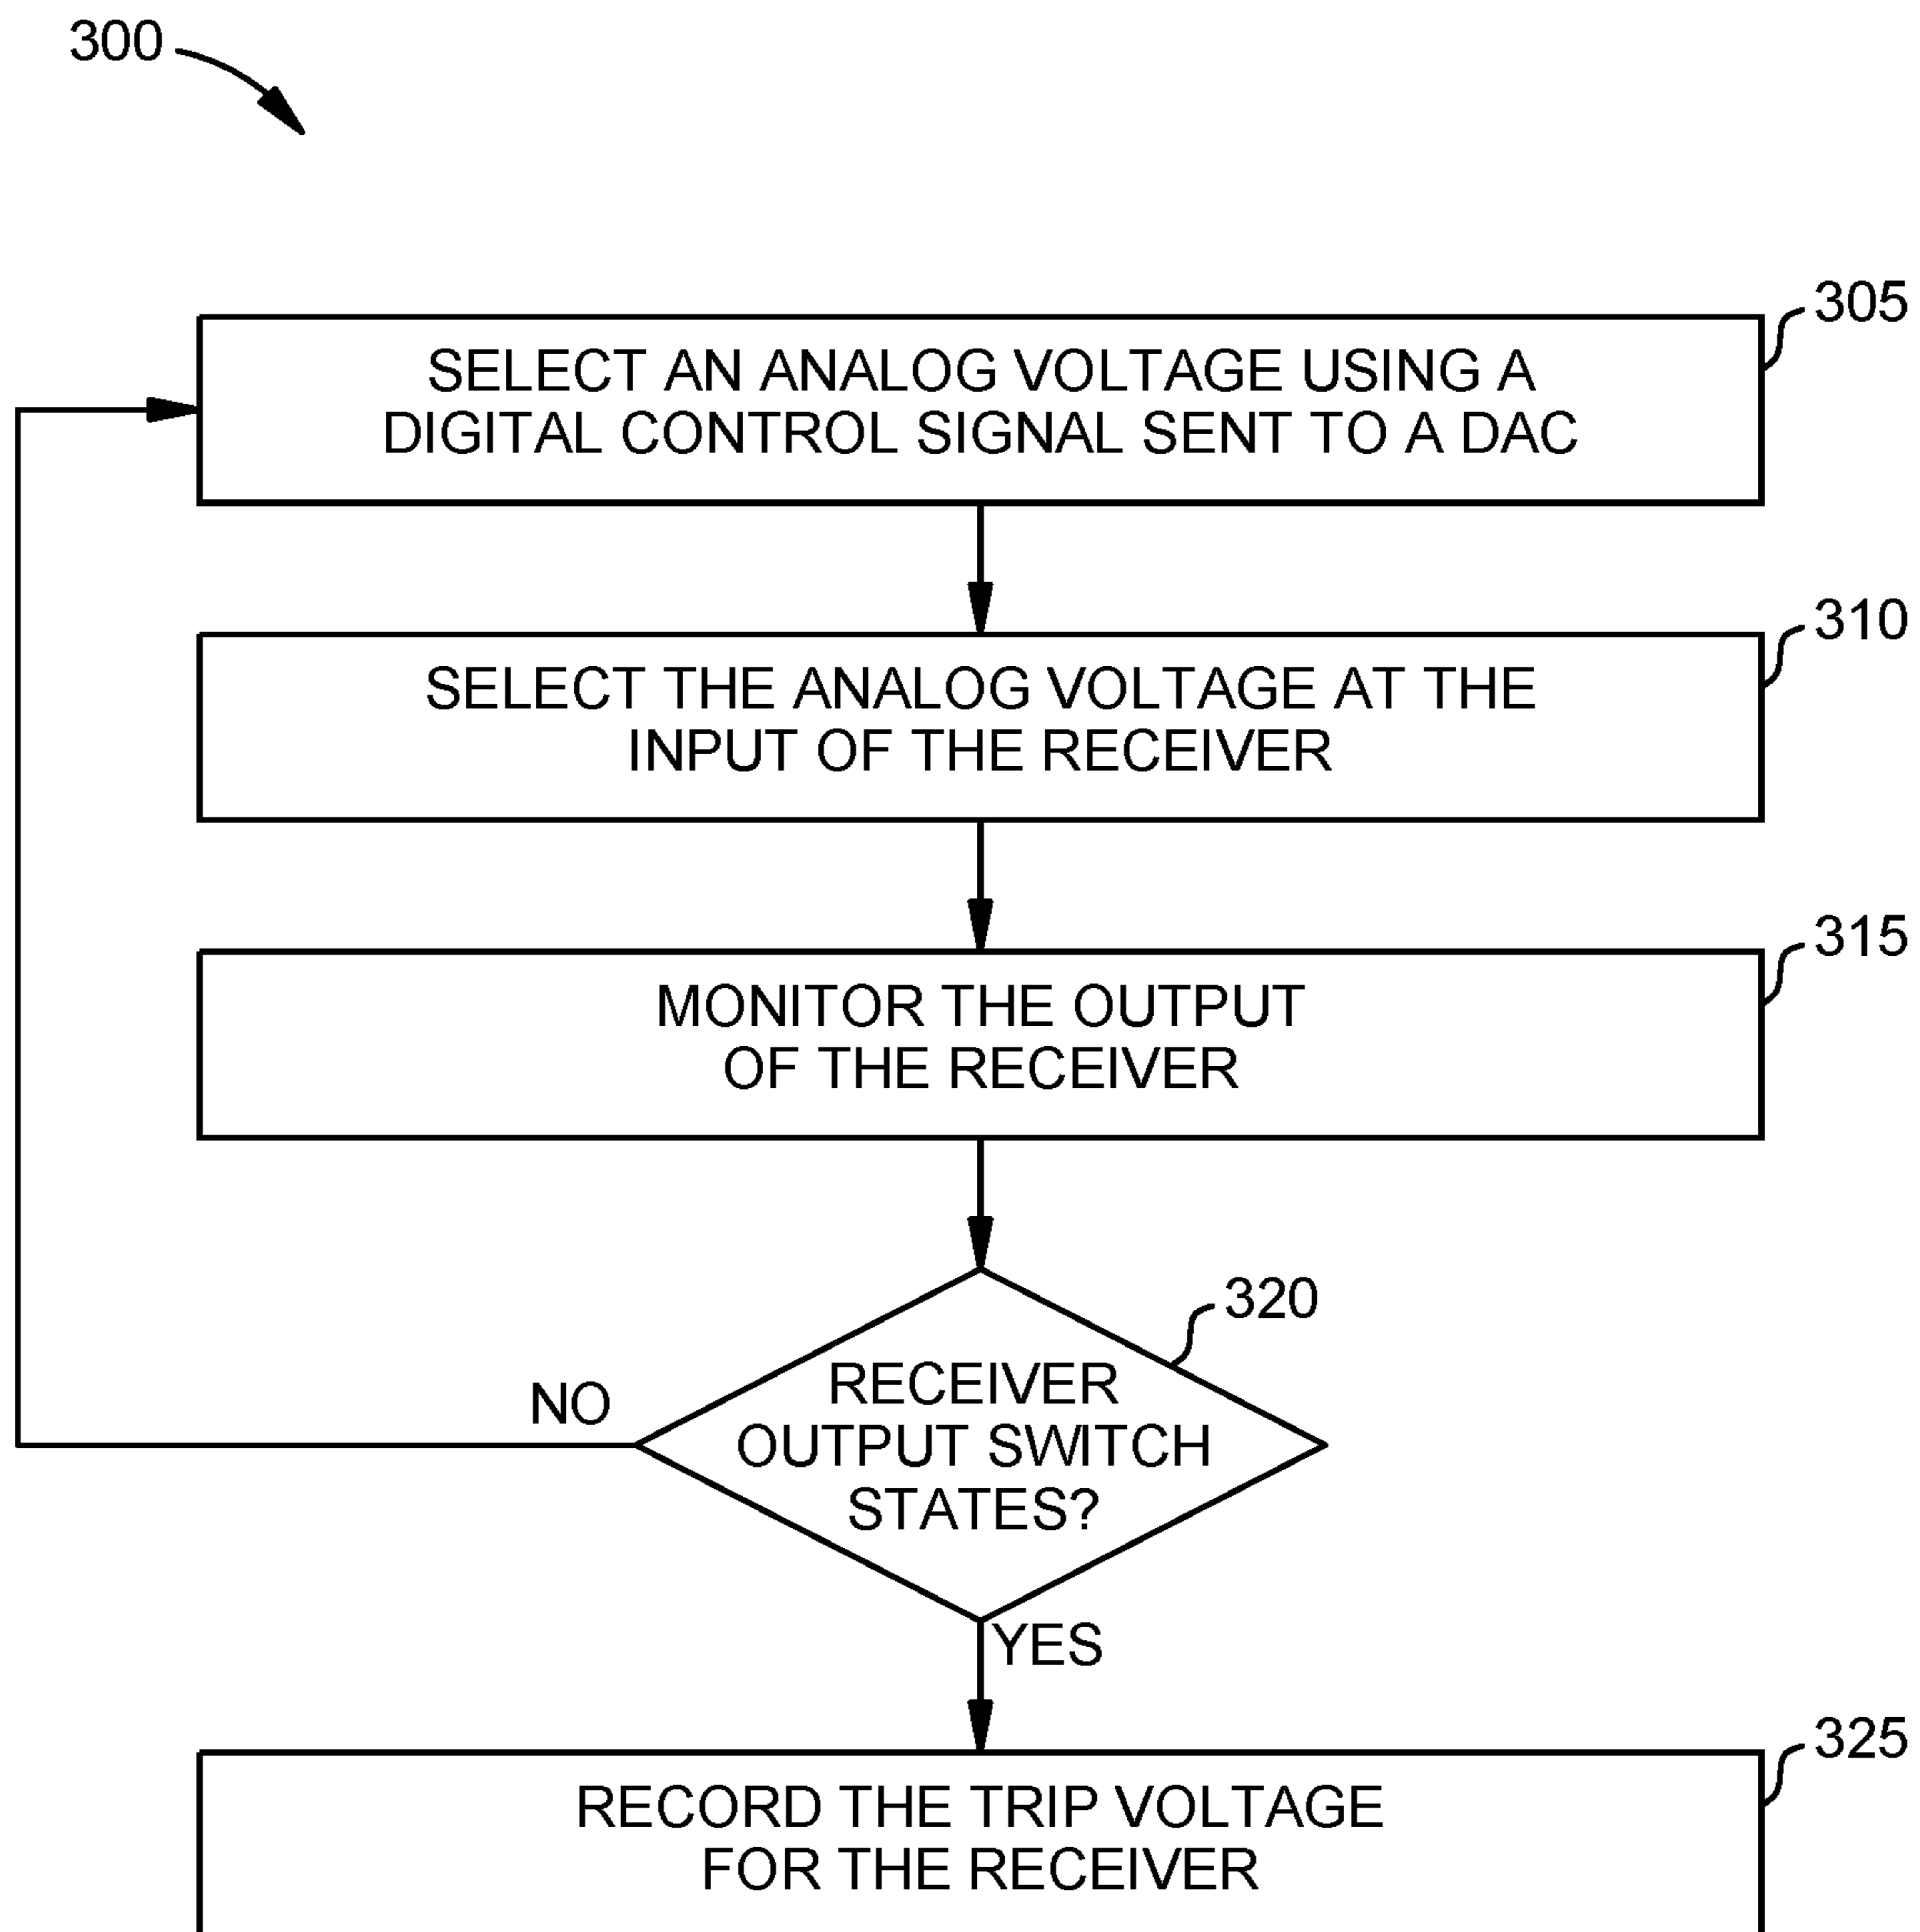 300
305
SELECT AN ANALOG VOLTAGE USING A
DIGITAL CONTROL SIGNAL SENT TO A DAC
310
SELECT THE ANALOG VOLTAGE AT THE
INPUT OF THE RECEIVER
315
MONITOR THE OUTPUT
OF THE RECEIVER
320
NO
RECEIVER
OUTPUT SWITCH
STATES?
YES
325
RECORD THE TRIP VOLTAGE
FOR THE RECEIVER